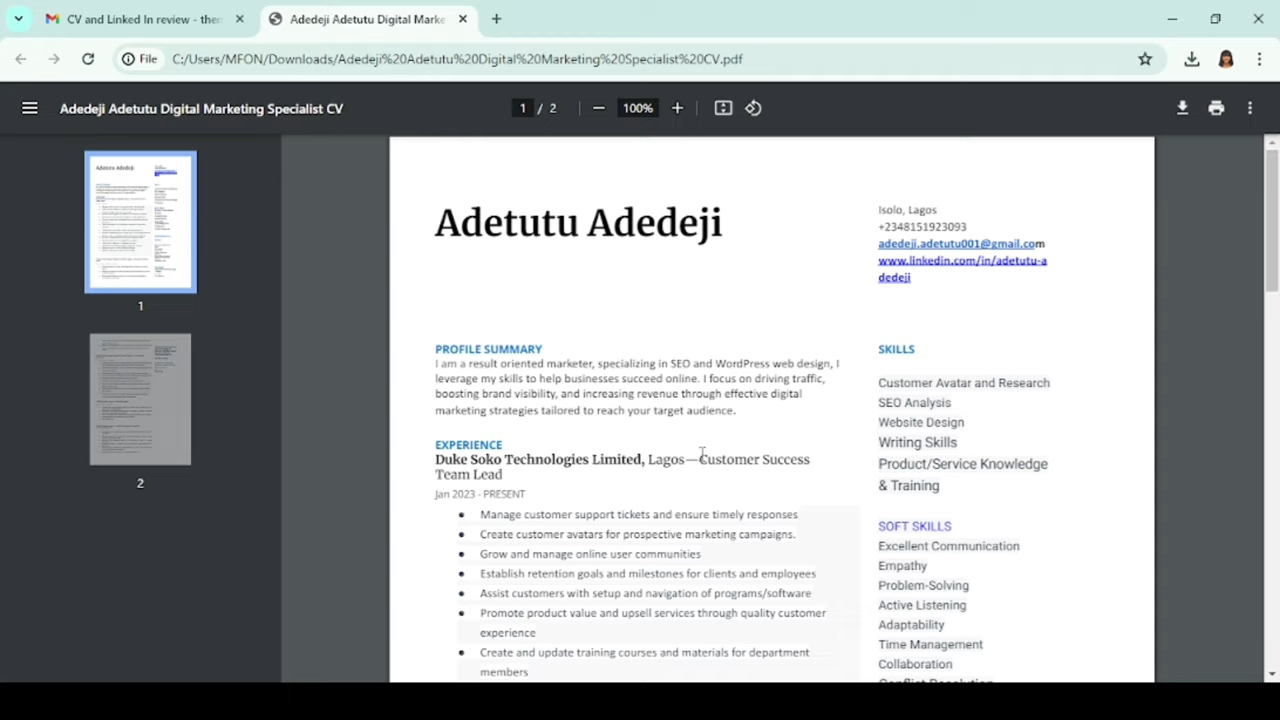 CV and Linked In review - then
Adedeji Adetutu Digital Marke
File
C:/Users/MFON/Downloads/Adedeji%20Adetutu%20Digital%20Marketing%20Specialist%20CV.pdf
Adedeji Adetutu Digital Marketing Specialist CV
1 / 2
100%
1
2
Adetutu Adedeji
Isolo, Lagos
+2348151923093
adedeji.adetutu001@gmail.com
www.linkedin.com/in/adetutu-a
dedeji
PROFILE SUMMARY
I am a result oriented marketer, specializing in SEO and WordPress web design, I
leverage my skills to help businesses succeed online. I focus on driving traffic,
boosting brand visibility, and increasing revenue through effective digital
marketing strategies tailored to reach your target audience.
EXPERIENCE
Duke Soko Technologies Limited, Lagos—Customer Success
Team Lead
Jan 2023 - PRESENT
● Manage customer support tickets and ensure timely responses
● Create customer avatars for prospective marketing campaigns.
● Grow and manage online user communities
● Establish retention goals and milestones for clients and employees
● Assist customers with setup and navigation of programs/software
● Promote product value and upsell services through quality customer
experience
● Create and update training courses and materials for department
members
SKILLS
Customer Avatar and Research
SEO Analysis
Website Design
Writing Skills
Product/Service Knowledge
& Training
SOFT SKILLS
Excellent Communication
Empathy
Problem-Solving
Active Listening
Adaptability
Time Management
Collaboration
Conflict Resolution